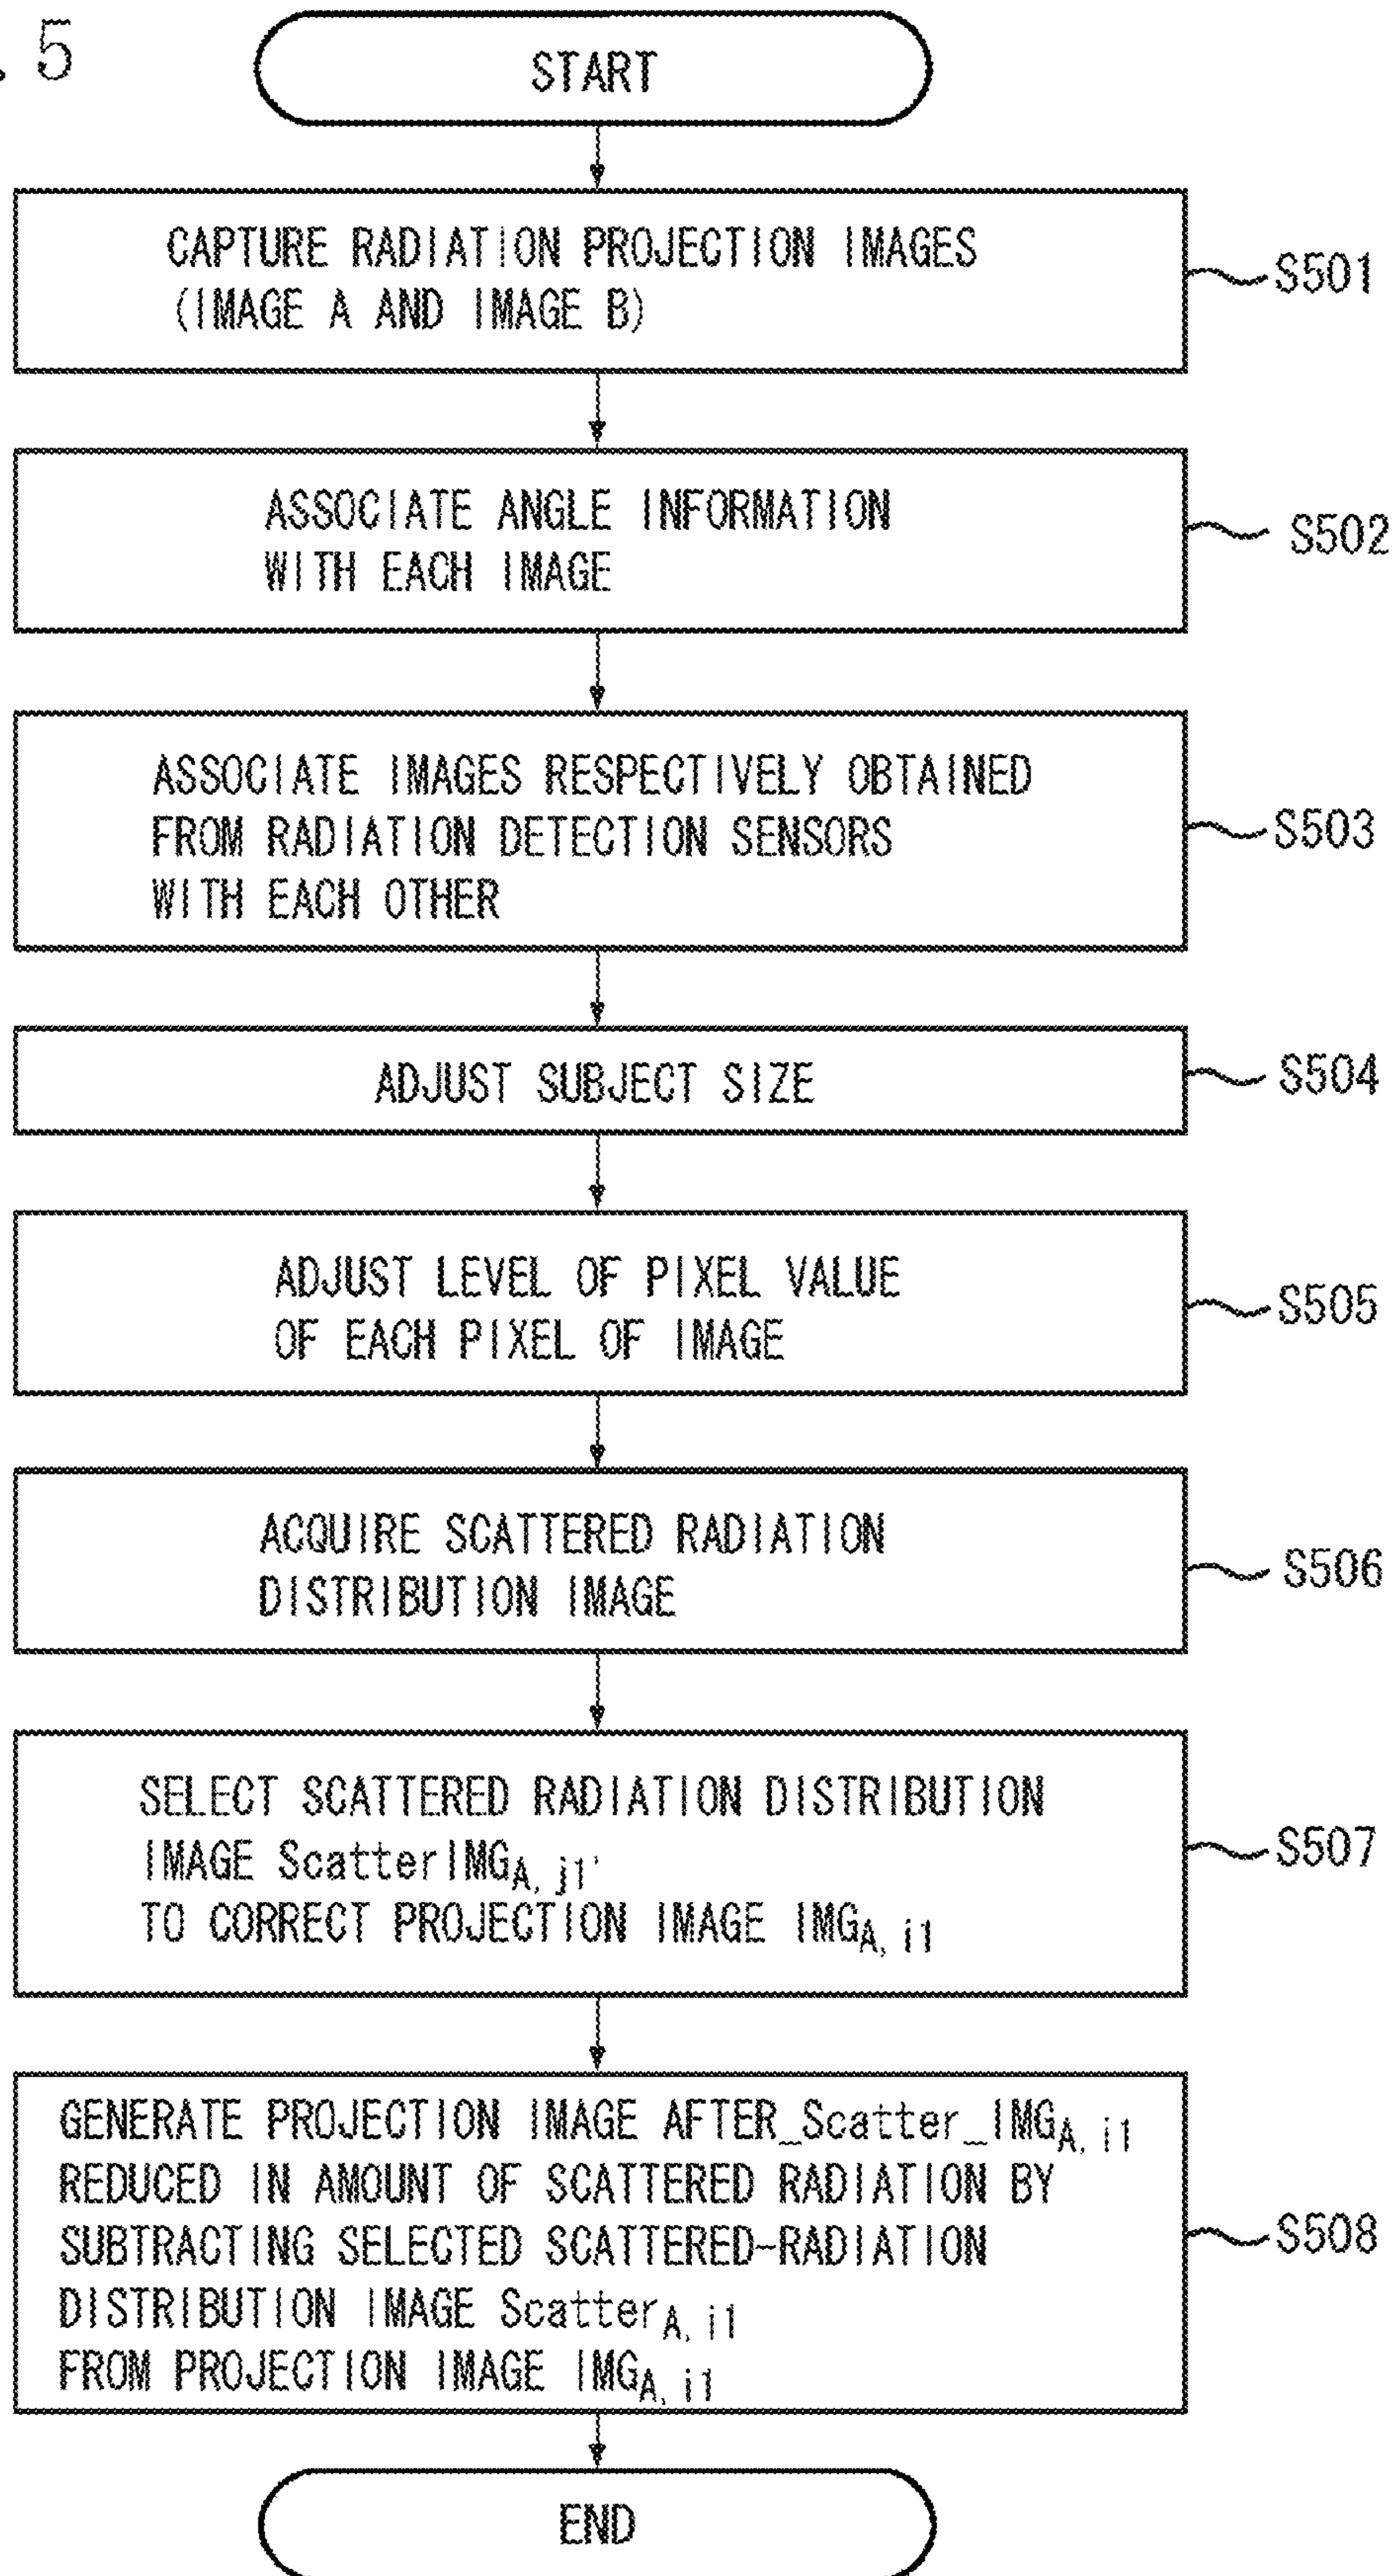 . 5
START
CAPTURE RADIATION PROJECTION IMAGES
(IMAGE A AND IMAGE B)
S501
ASSOCIATE ANGLE INFORMATION
WITH EACH IMAGE
S502
ASSOCIATE IMAGES RESPECTIVELY OBTAINED
FROM RADIATION DETECTION SENSORS
WITH EACH OTHER
S503
ADJUST SUBJECT SIZE
S504
ADJUST LEVEL OF PIXEL VALUE
OF EACH PIXEL OF IMAGE
S505
ACQUIRE SCATTERED RADIATION
DISTRIBUTION IMAGE
S506
SELECT SCATTERED RADIATION DISTRIBUTION
IMAGE ScatterIMGA, j1'
TO CORRECT PROJECTION IMAGE IMGA, i1
S507
GENERATE PROJECTION IMAGE AFTER_Scatter_IMGA, i1
REDUCED IN AMOUNT OF SCATTERED RADIATION BY
SUBTRACTING SELECTED SCATTERED-RADIATION
DISTRIBUTION IMAGE ScatterA, i1
FROM PROJECTION IMAGE IMGA, i1
S508
END